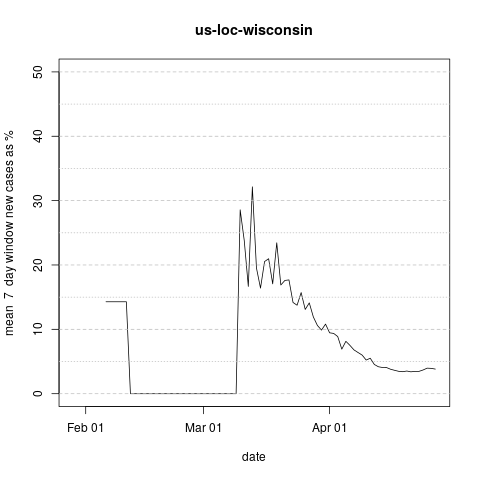 us-loc-wisconsin
mean 7 day window new cases as %
50
40
30
20
10
0
Feb 01
Mar 01
Apr 01
date